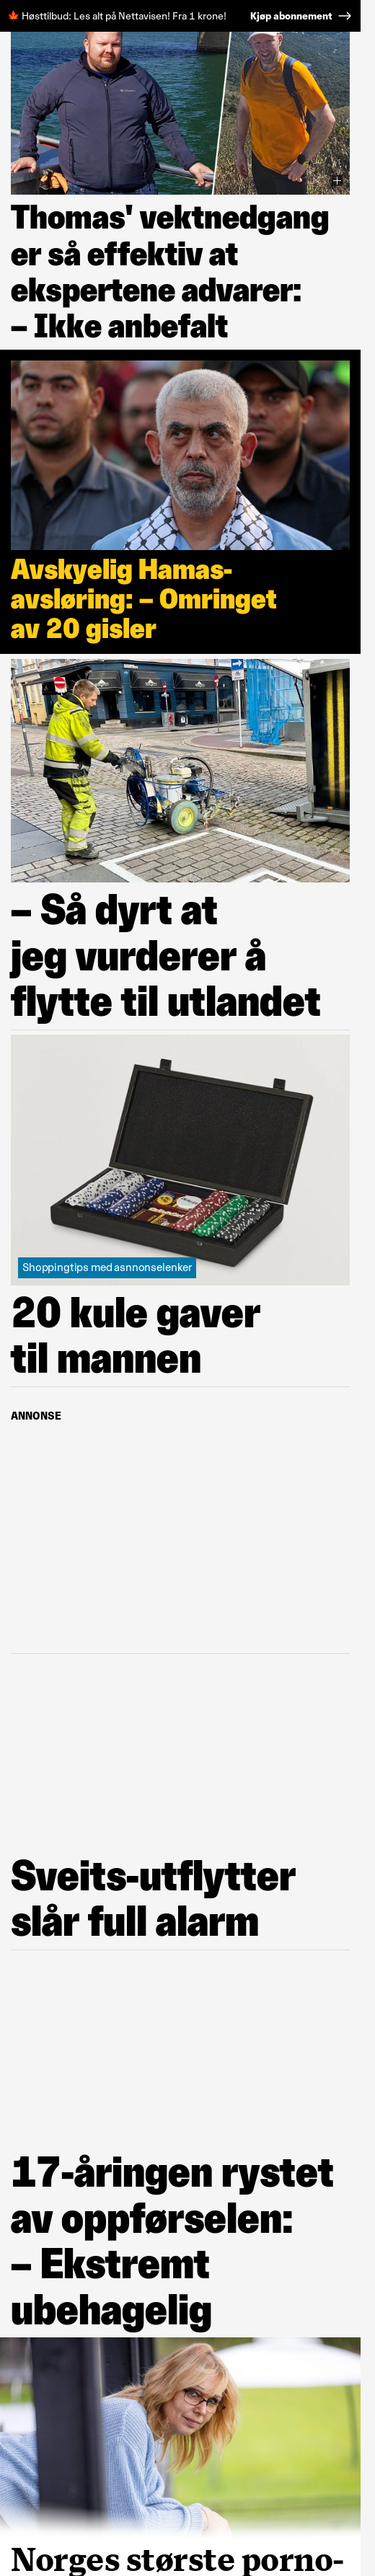 🍁 Høsttilbud: Les alt på Nettavisen! Fra 1 krone!
Kjøp abonnement →
Thomas' vektnedgang
er så effektiv at
ekspertene advarer:
– Ikke anbefalt
Avskyelig Hamas-
avsløring: – Omringet
av 20 gisler
– Så dyrt at
jeg vurderer å
flytte til utlandet
Shoppingtips med asnnonselenker
20 kule gaver
til mannen
ANNONSE
Sveits-utflytter
slår full alarm
17-åringen rystet
av oppførselen:
– Ekstremt
ubehagelig
Norges største porno-